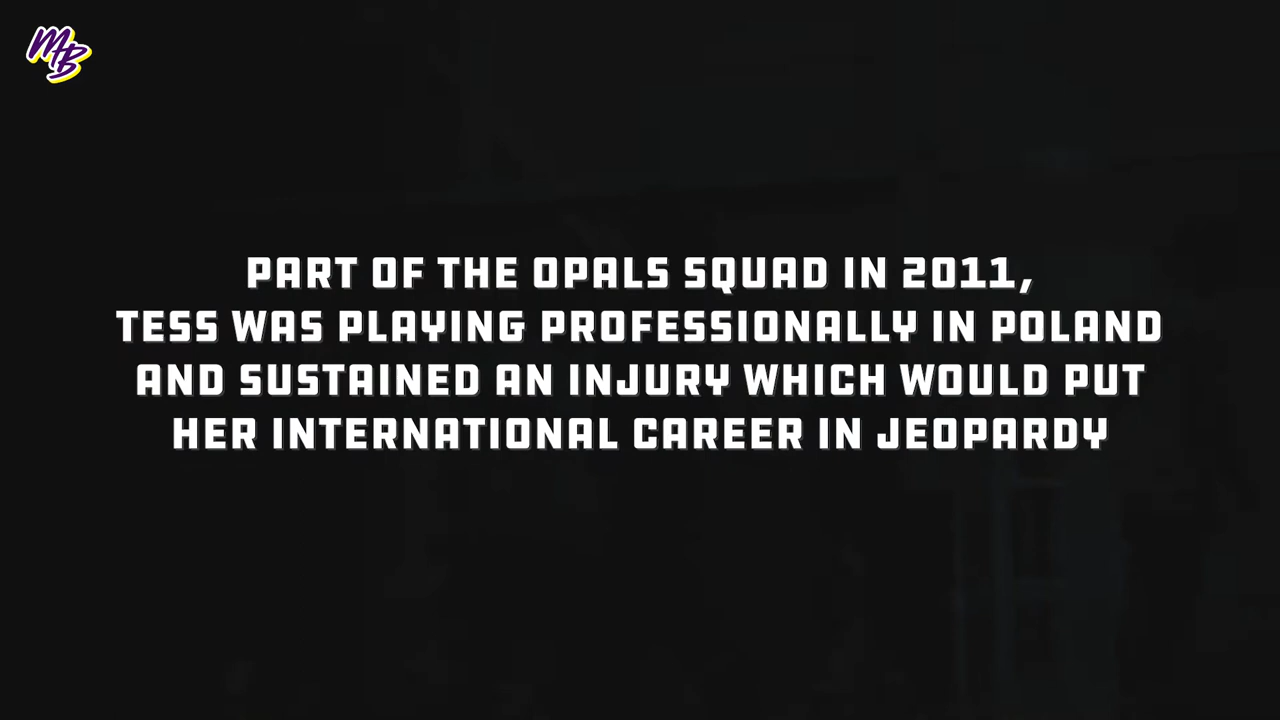 MB
PART OF THE OPALS SQUAD IN 2011,
TESS WAS PLAYING PROFESSIONALLY IN POLAND
AND SUSTAINED AN INJURY WHICH WOULD PUT
HER INTERNATIONAL CAREER IN JEOPARDY